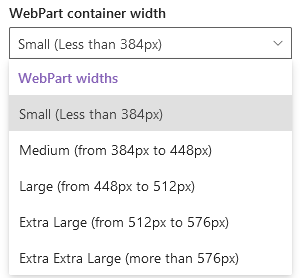 WebPart container width
Small (Less than 384px)
WebPart widths
Small (Less than 384px)
Medium (from 384px to 448px)
Large (from 448px to 512px)
Extra Large (from 512px to 576px)
Extra Extra Large (more than 576px)